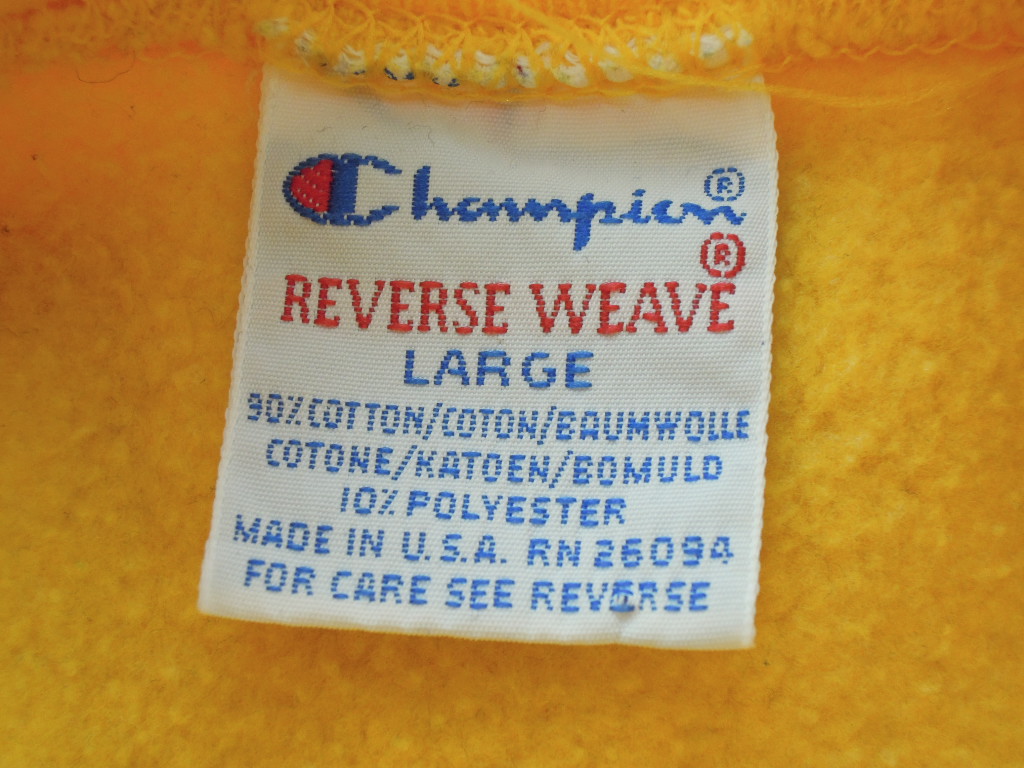 Champion®
REVERSE WEAVE®
LARGE
90% COTTON/COTON/BAUMWOLLE
COTONE/KATOEN/BOMULD
10% POLYESTER
MADE IN U.S.A. RN 26094
FOR CARE SEE REVERSE